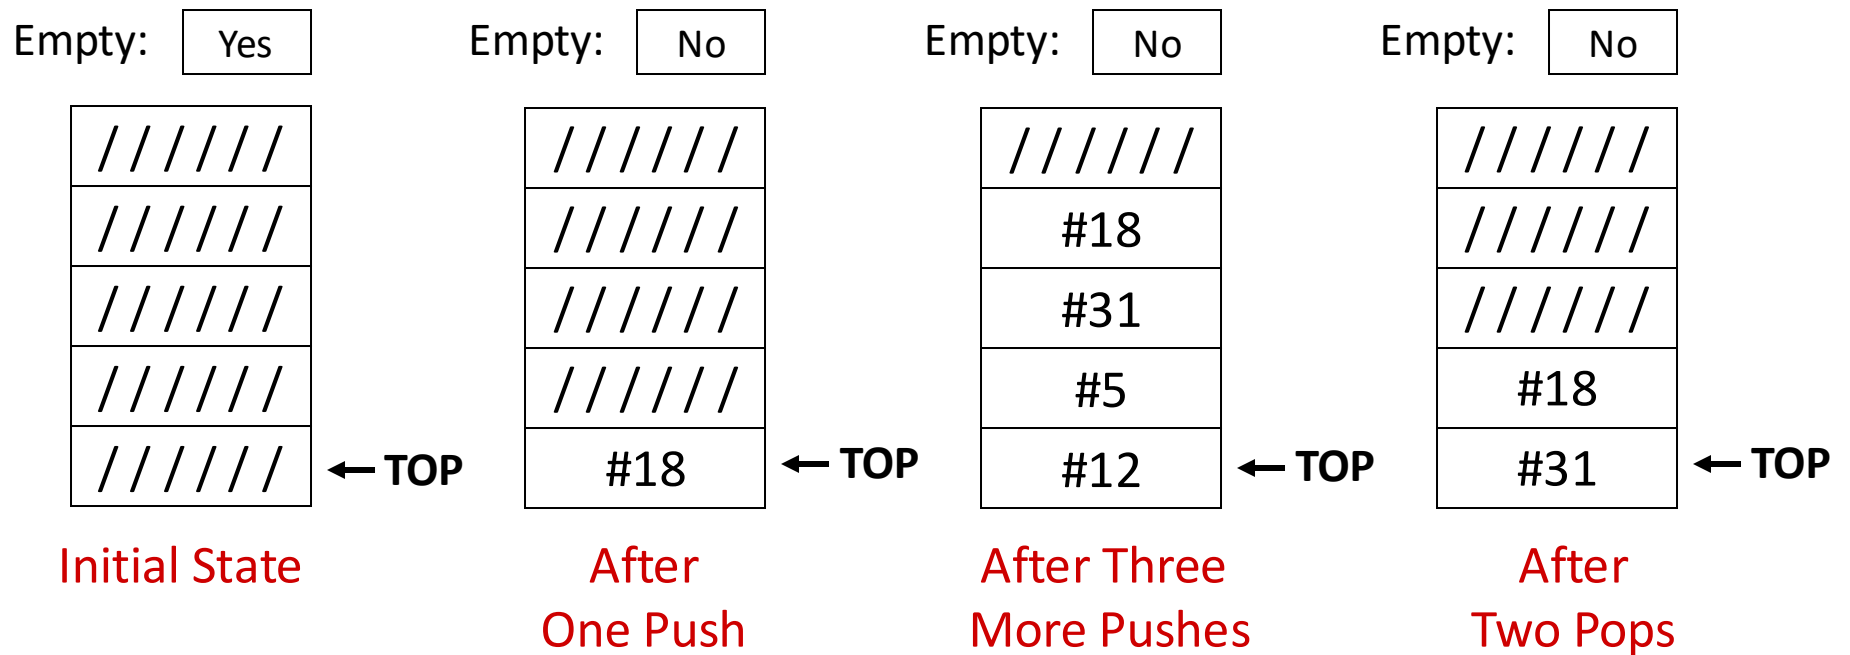 Empty: Yes
//////
//////
//////
//////
////// TOP
Initial State
Empty: No
//////
//////
//////
//////
#18 TOP
After
One Push
Empty: No
//////
#18
#31
#5
#12 TOP
After Three
More Pushes
Empty: No
//////
//////
//////
#18
#31 TOP
After
Two Pops